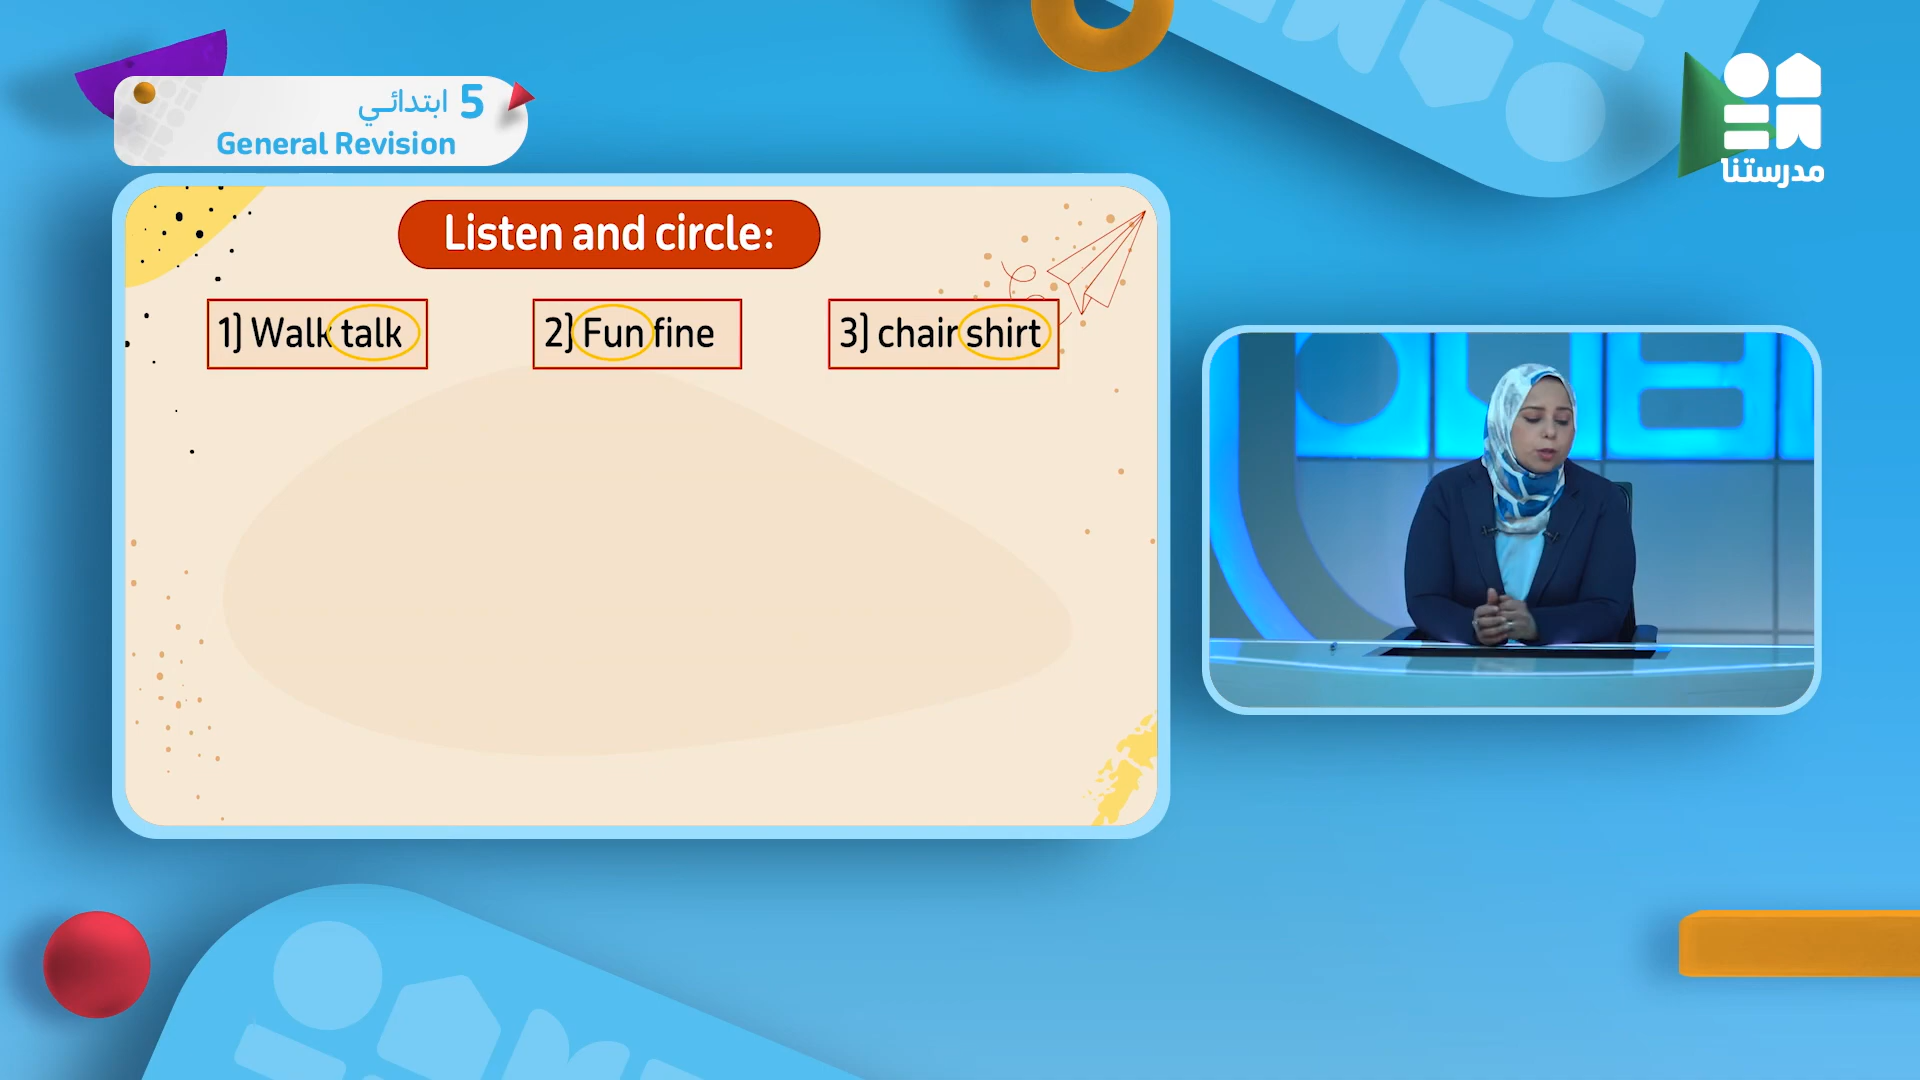 5 ابتدائي
General Revision
مدرستنا
Listen and circle:
1) Walk talk
2) Fun fine
3) chair shirt